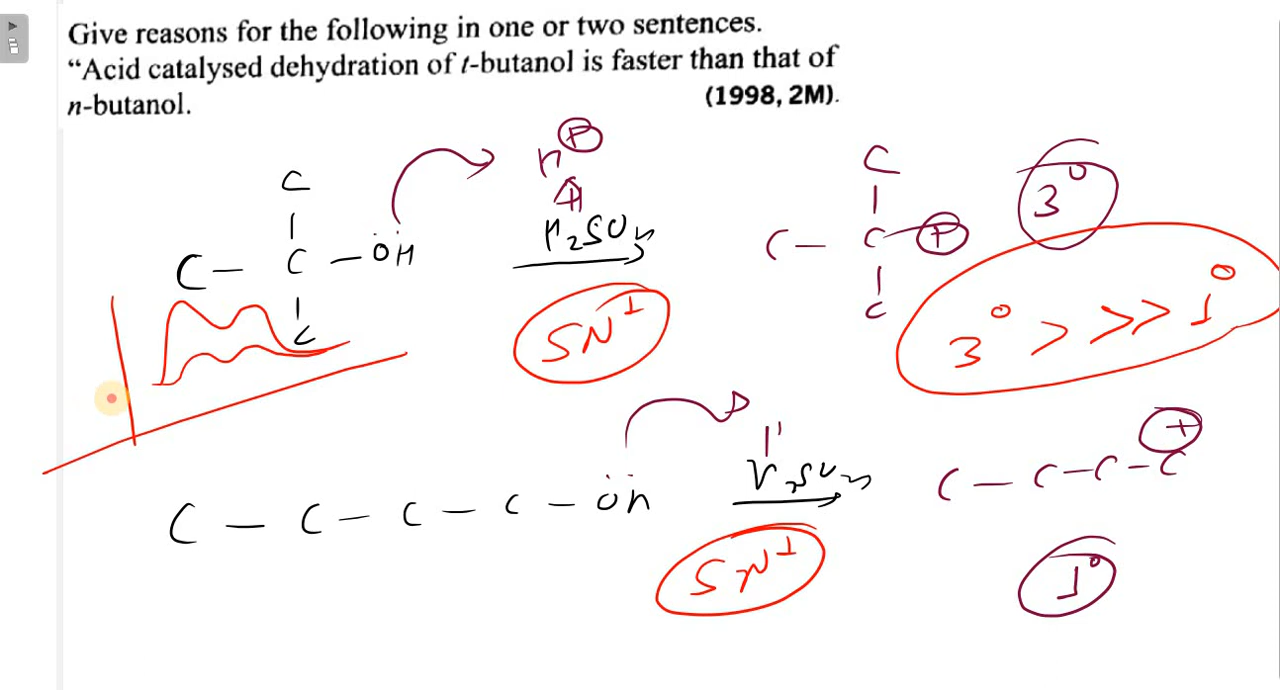 Give reasons for the following in one or two sentences.
“Acid catalysed dehydration of t-butanol is faster than that of
n-butanol. (1998, 2M).
H⊕
C
C
3°
C – C – OH
H₂SO₄
C – C – ⊕
C
C
SN¹
3° > >> 1°
H
C – C – C – C – OH
H₂SO₄
C – C – C – C
+
SN¹
1°